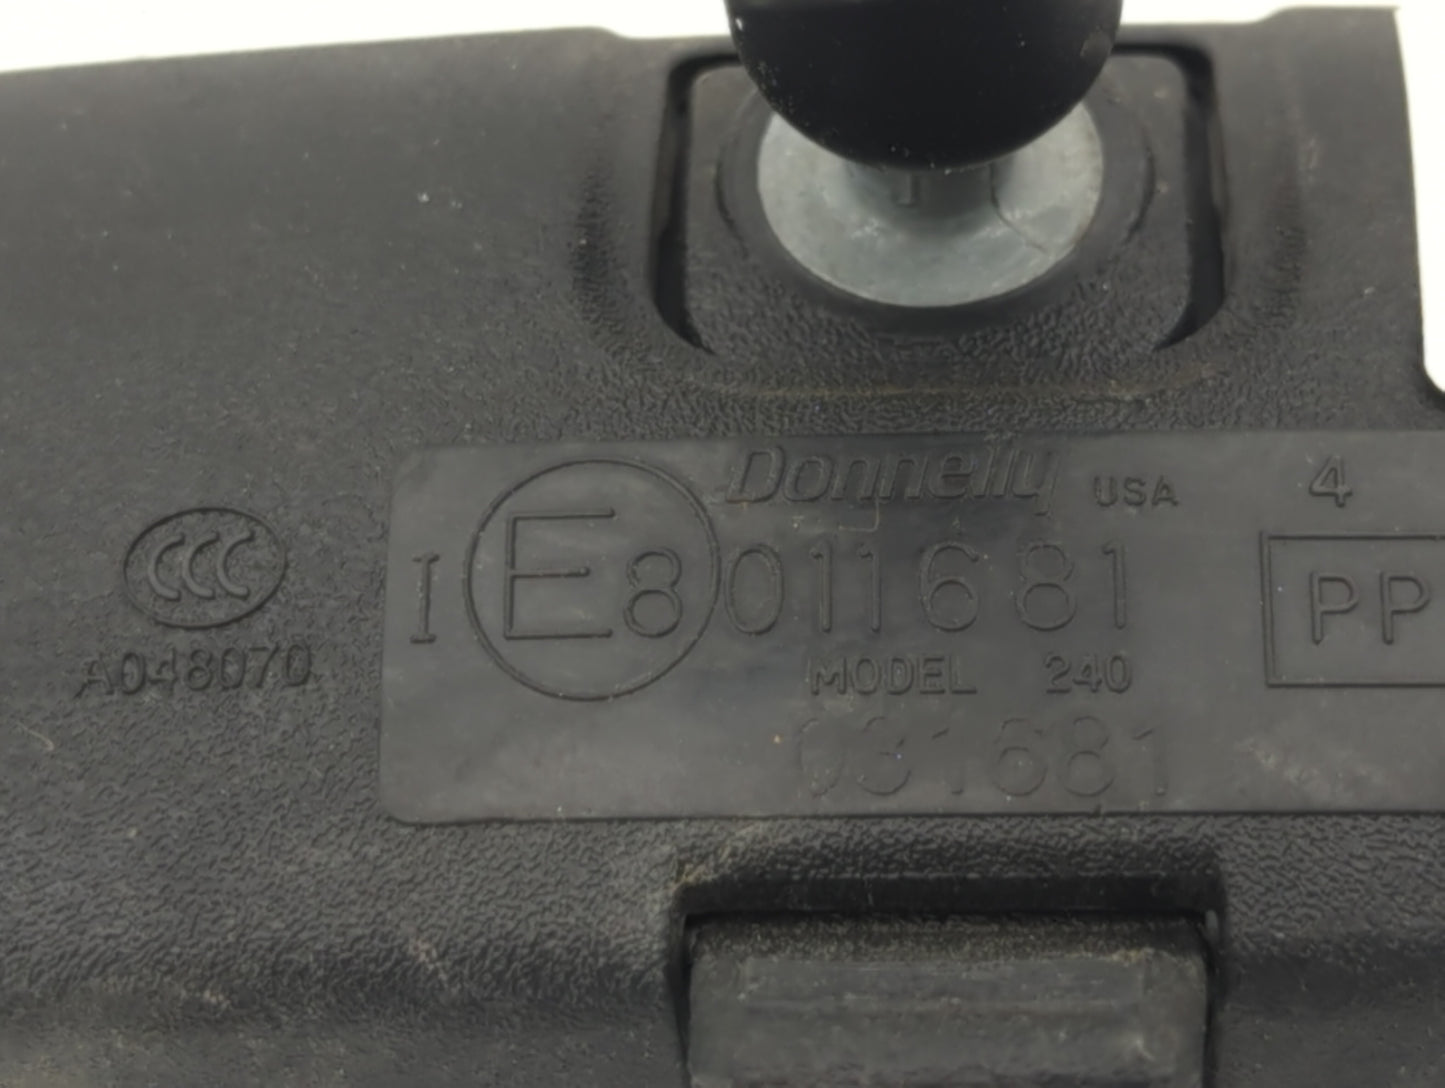 Donnelly USA 4
CCC
I E8 011681 PP
A048070
MODEL 240
031681